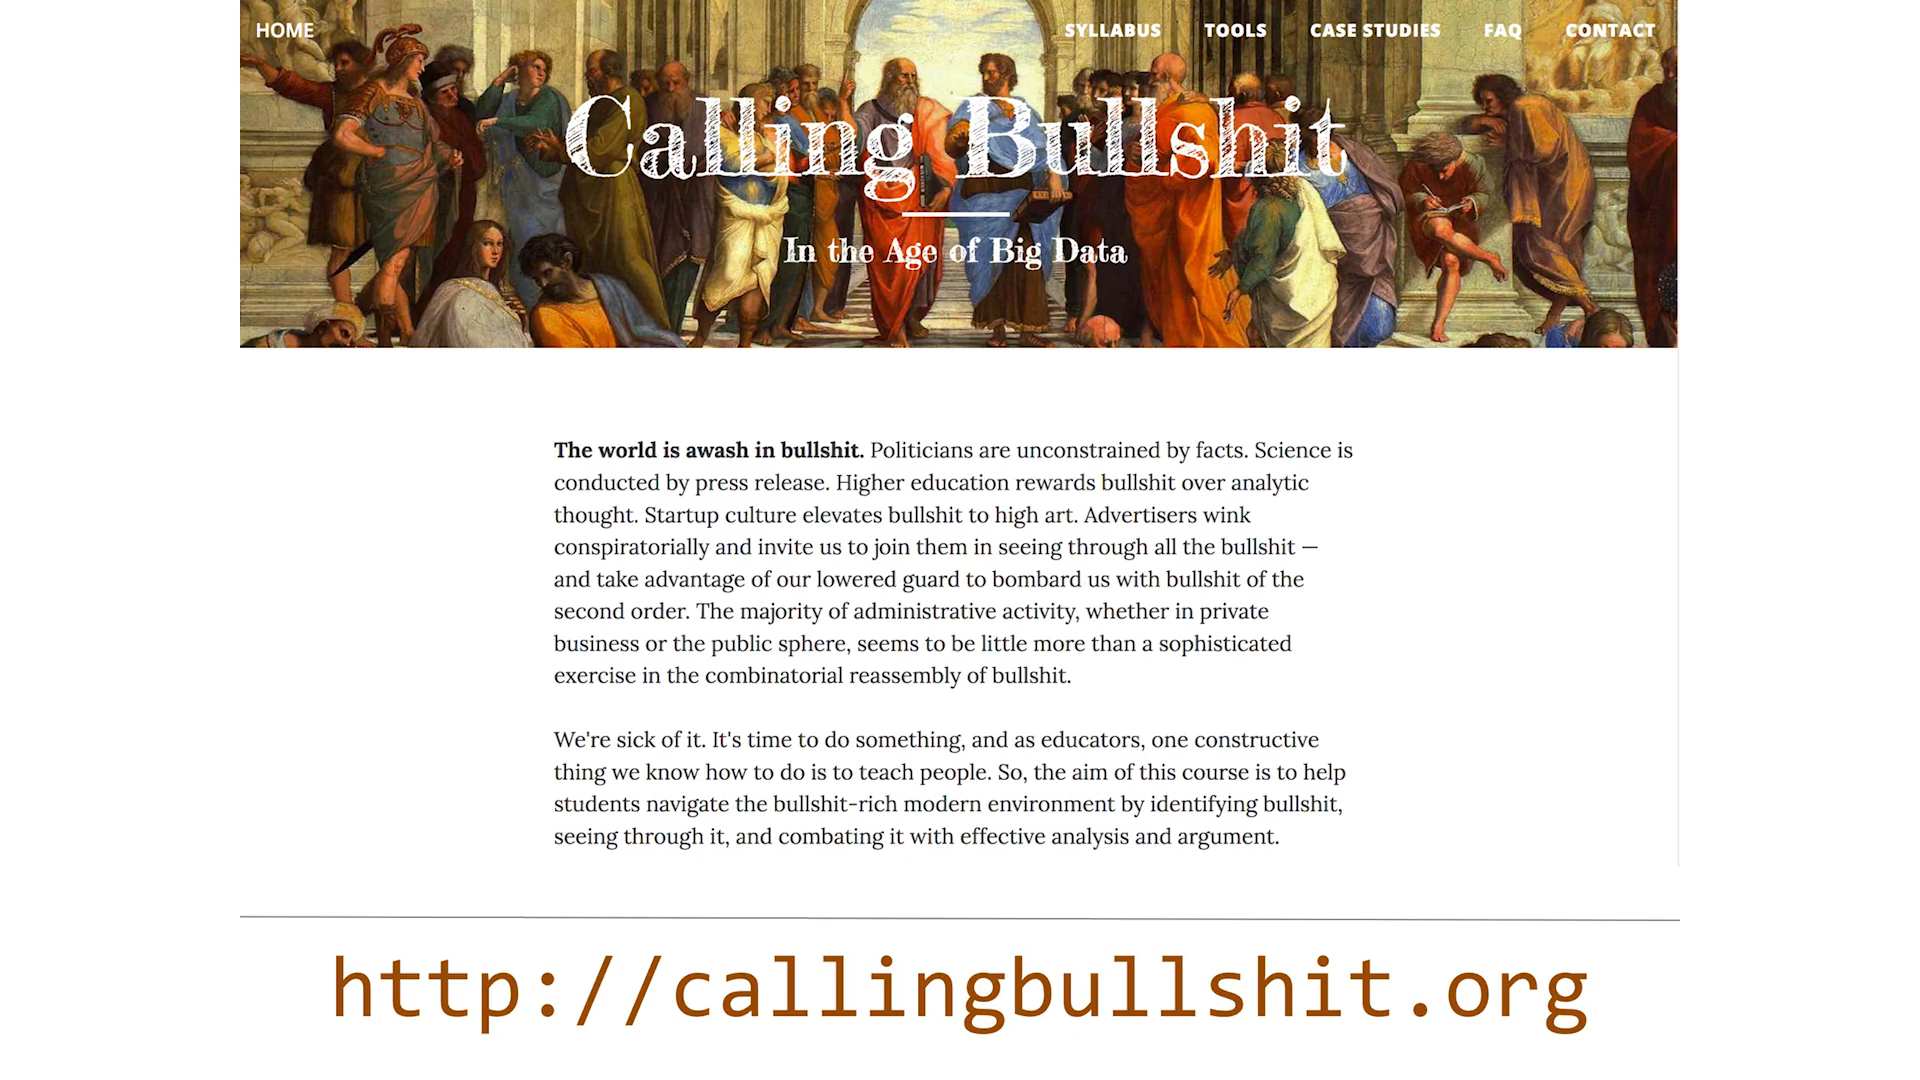 HOME SYLLABUS TOOLS CASE STUDIES FAQ CONTACT
Calling Bullshit
In the Age of Big Data
The world is awash in bullshit. Politicians are unconstrained by facts. Science is
conducted by press release. Higher education rewards bullshit over analytic
thought. Startup culture elevates bullshit to high art. Advertisers wink
conspiratorially and invite us to join them in seeing through all the bullshit —
and take advantage of our lowered guard to bombard us with bullshit of the
second order. The majority of administrative activity, whether in private
business or the public sphere, seems to be little more than a sophisticated
exercise in the combinatorial reassembly of bullshit.
We're sick of it. It's time to do something, and as educators, one constructive
thing we know how to do is to teach people. So, the aim of this course is to help
students navigate the bullshit-rich modern environment by identifying bullshit,
seeing through it, and combating it with effective analysis and argument.
http://callingbullshit.org